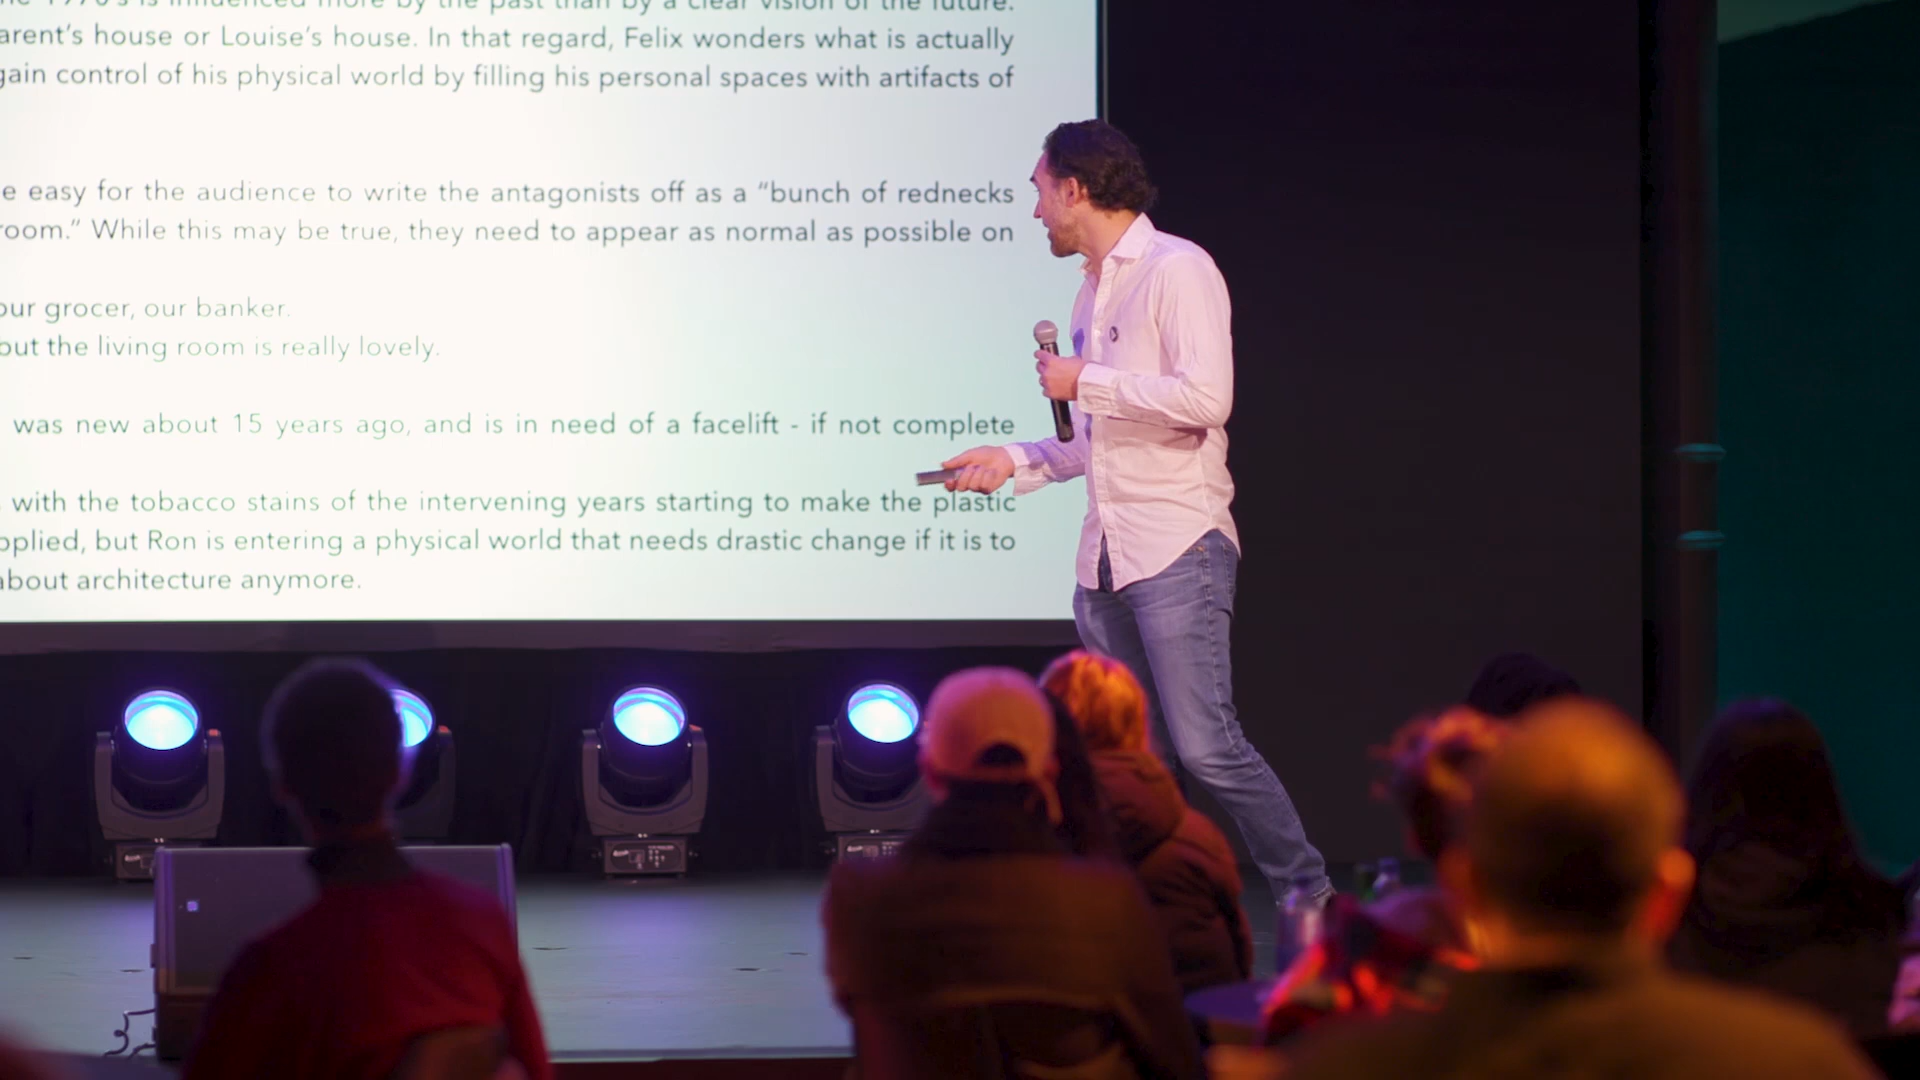 1970's is influenced more by the past than by a clear vision of the future.
arent's house or Louise's house. In that regard, Felix wonders what is actually
gain control of his physical world by filling his personal spaces with artifacts of
e easy for the audience to write the antagonists off as a “bunch of rednecks
room.” While this may be true, they need to appear as normal as possible on
our grocer, our banker.
but the living room is really lovely.
was new about 15 years ago, and is in need of a facelift - if not complete
with the tobacco stains of the intervening years starting to make the plastic
pplied, but Ron is entering a physical world that needs drastic change if it is to
about architecture anymore.